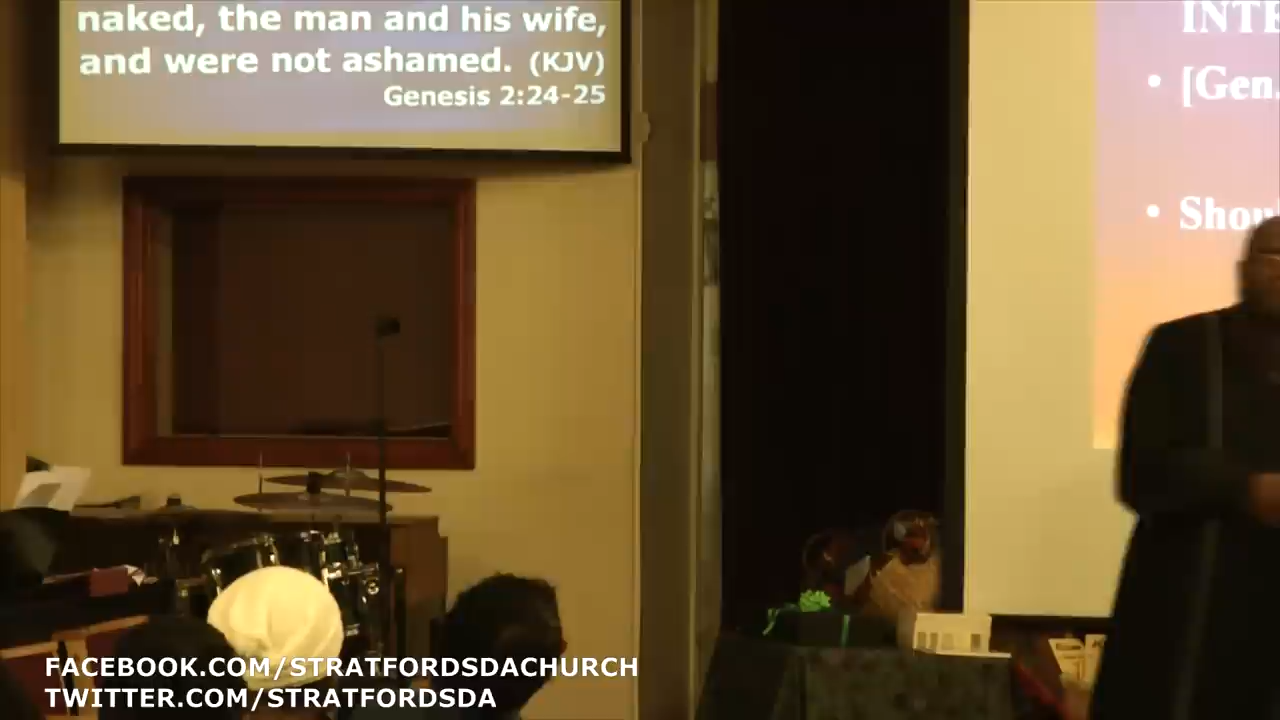 naked, the man and his wife,
and were not ashamed. (KJV)
Genesis 2:24-25
• [Gen.
FACEBOOK.COM/STRATFORDSDACHURCH
TWITTER.COM/STRATFORDSDA